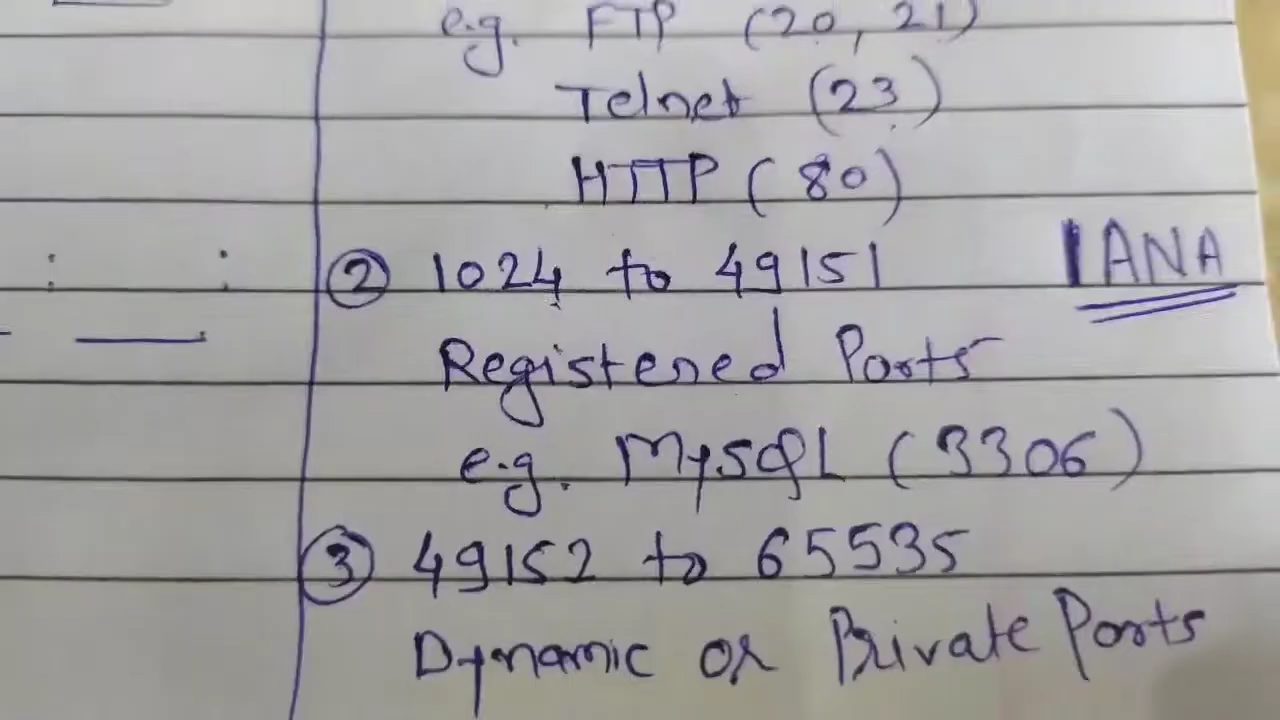 e.g. FTP (20, 21)
Telnet (23)
HTTP (80)
② 1024 to 49151 IANA
Registered Ports
e.g. MySQL (3306)
③ 49152 to 65535
Dynamic or Private Ports